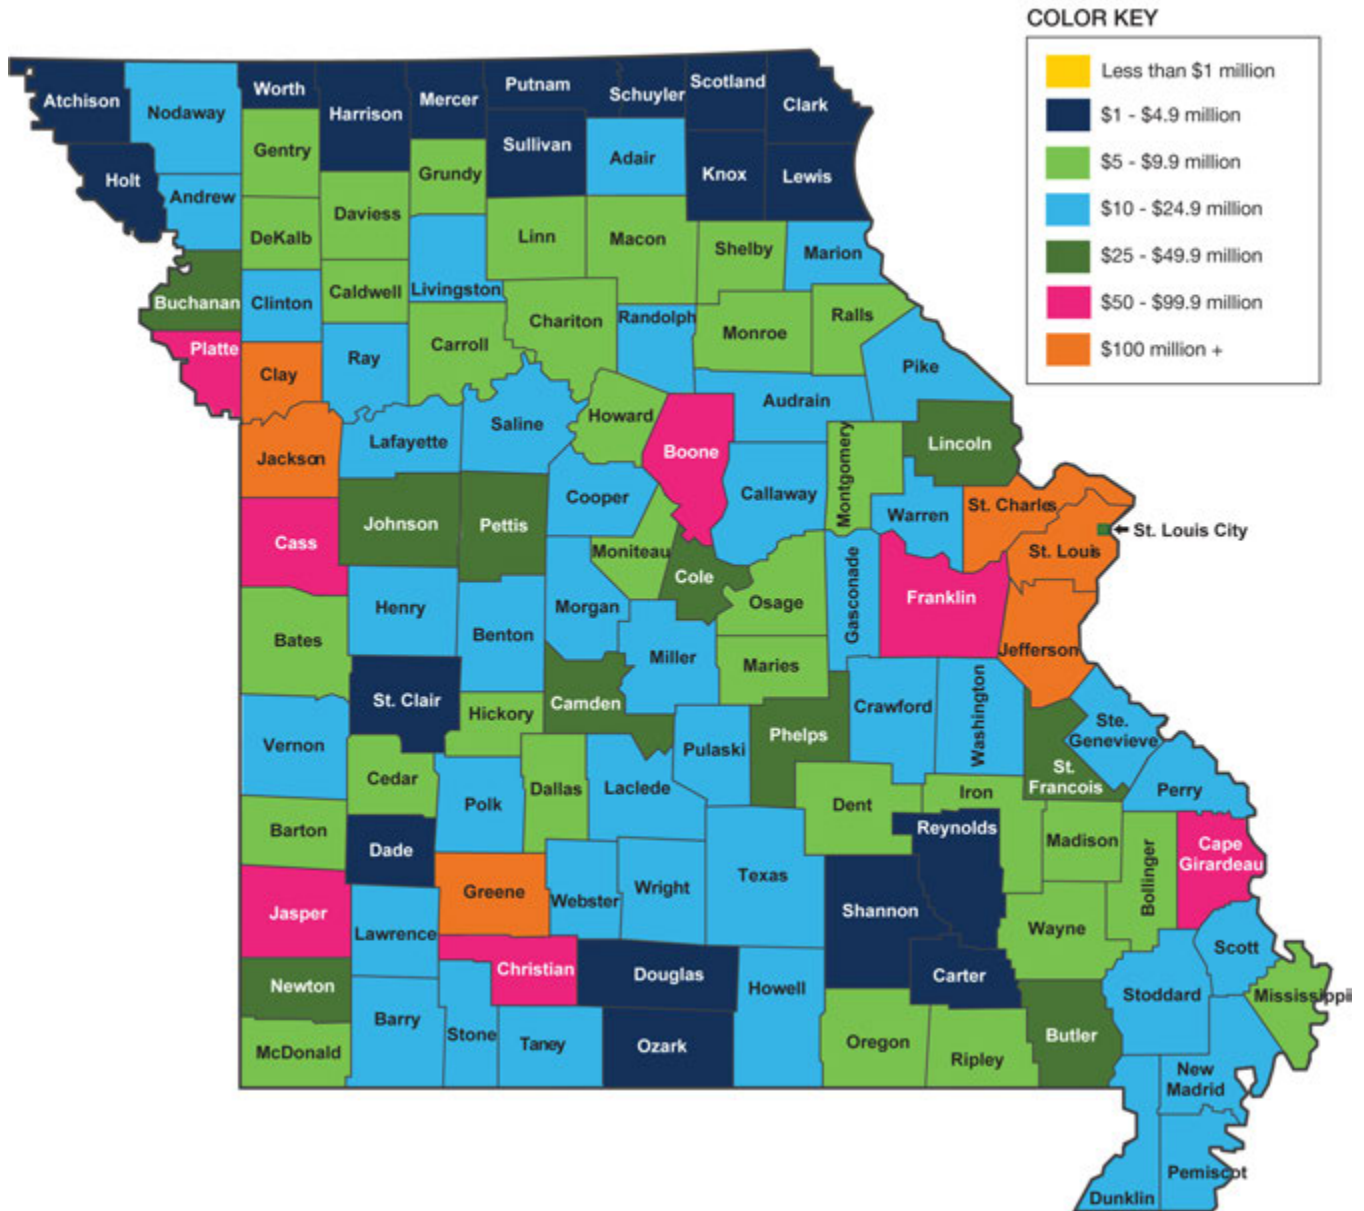 COLOR KEY
Less than $1 million
$1 - $4.9 million
$5 - $9.9 million
$10 - $24.9 million
$25 - $49.9 million
$50 - $99.9 million
$100 million +
Atchison
Nodaway
Worth
Harrison
Mercer
Putnam
Schuyler
Scotland
Clark
Gentry
Sullivan
Adair
Knox
Lewis
Holt
Andrew
Grundy
DeKalb
Daviess
Linn
Macon
Shelby
Marion
Buchanan
Clinton
Caldwell
Livingston
Chariton
Randolph
Monroe
Ralls
Platte
Clay
Ray
Carroll
Pike
Audrain
Howard
Saline
Lafayette
Jackson
Boone
Lincoln
Montgomery
Callaway
Cooper
Warren
St. Charles
St. Louis City
St. Louis
Cass
Johnson
Pettis
Moniteau
Cole
Osage
Gasconade
Franklin
Bates
Henry
Benton
Morgan
Miller
Maries
Jefferson
St. Clair
Hickory
Camden
Crawford
Washington
Ste.
Genevieve
Vernon
Pulaski
Phelps
St.
Francois
Perry
Cedar
Polk
Dallas
Laclede
Dent
Iron
Barton
Dade
Reynolds
Madison
Bollinger
Cape
Girardeau
Jasper
Greene
Webster
Wright
Texas
Shannon
Wayne
Lawrence
Christian
Douglas
Howell
Carter
Scott
Newton
Stoddard
Mississippi
McDonald
Barry
Stone
Taney
Ozark
Oregon
Ripley
Butler
New
Madrid
Pemiscot
Dunklin